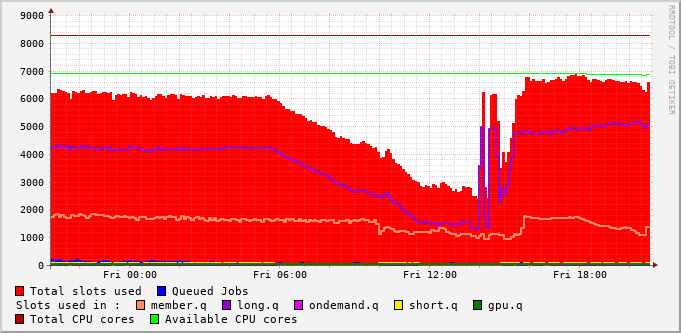 9000
8000
7000
6000
5000
4000
3000
2000
1000
0
Fri 00:00 Fri 06:00 Fri 12:00 Fri 18:00
RRDTOOL / TOBI OETIKER
Total slots used Queued Jobs
Slots used in : member.q long.q ondemand.q short.q gpu.q
Total CPU cores Available CPU cores